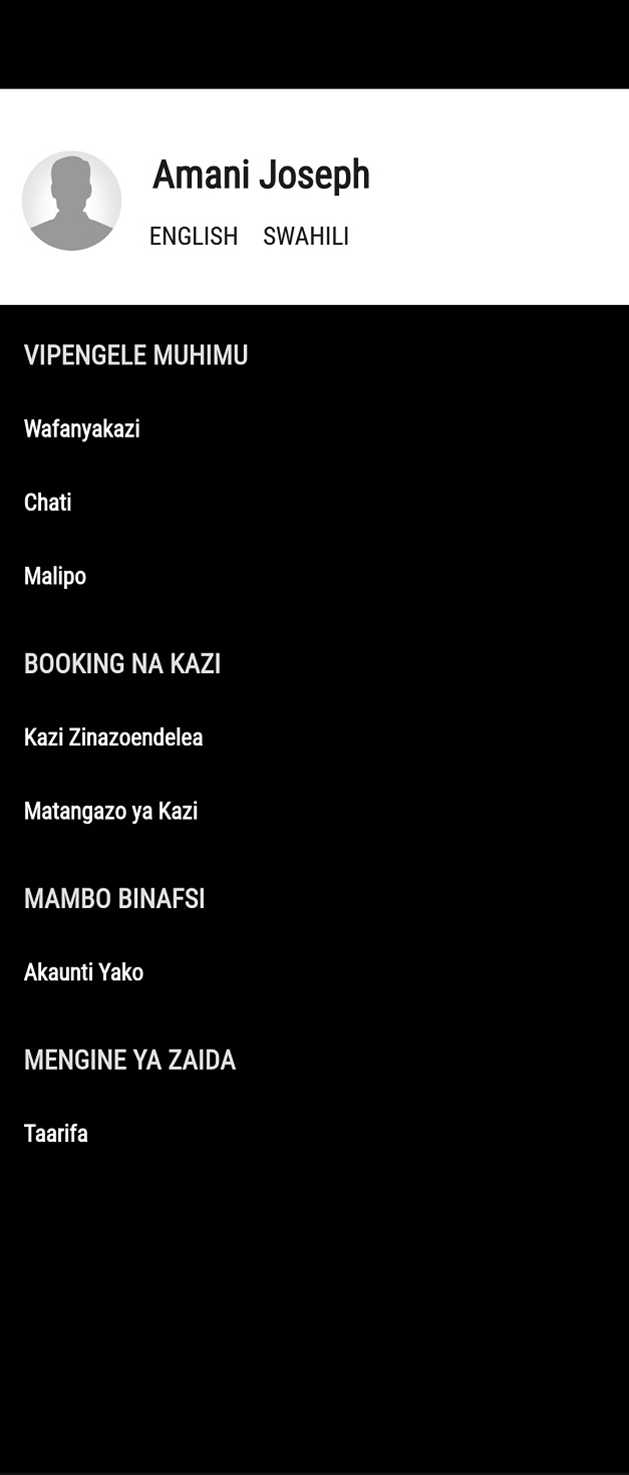 Amani Joseph
ENGLISH SWAHILI
VIPENGELE MUHIMU
Wafanyakazi
Chati
Malipo
BOOKING NA KAZI
Kazi Zinazoendelea
Matangazo ya Kazi
MAMBO BINAFSI
Akaunti Yako
MENGINE YA ZAIDA
Taarifa